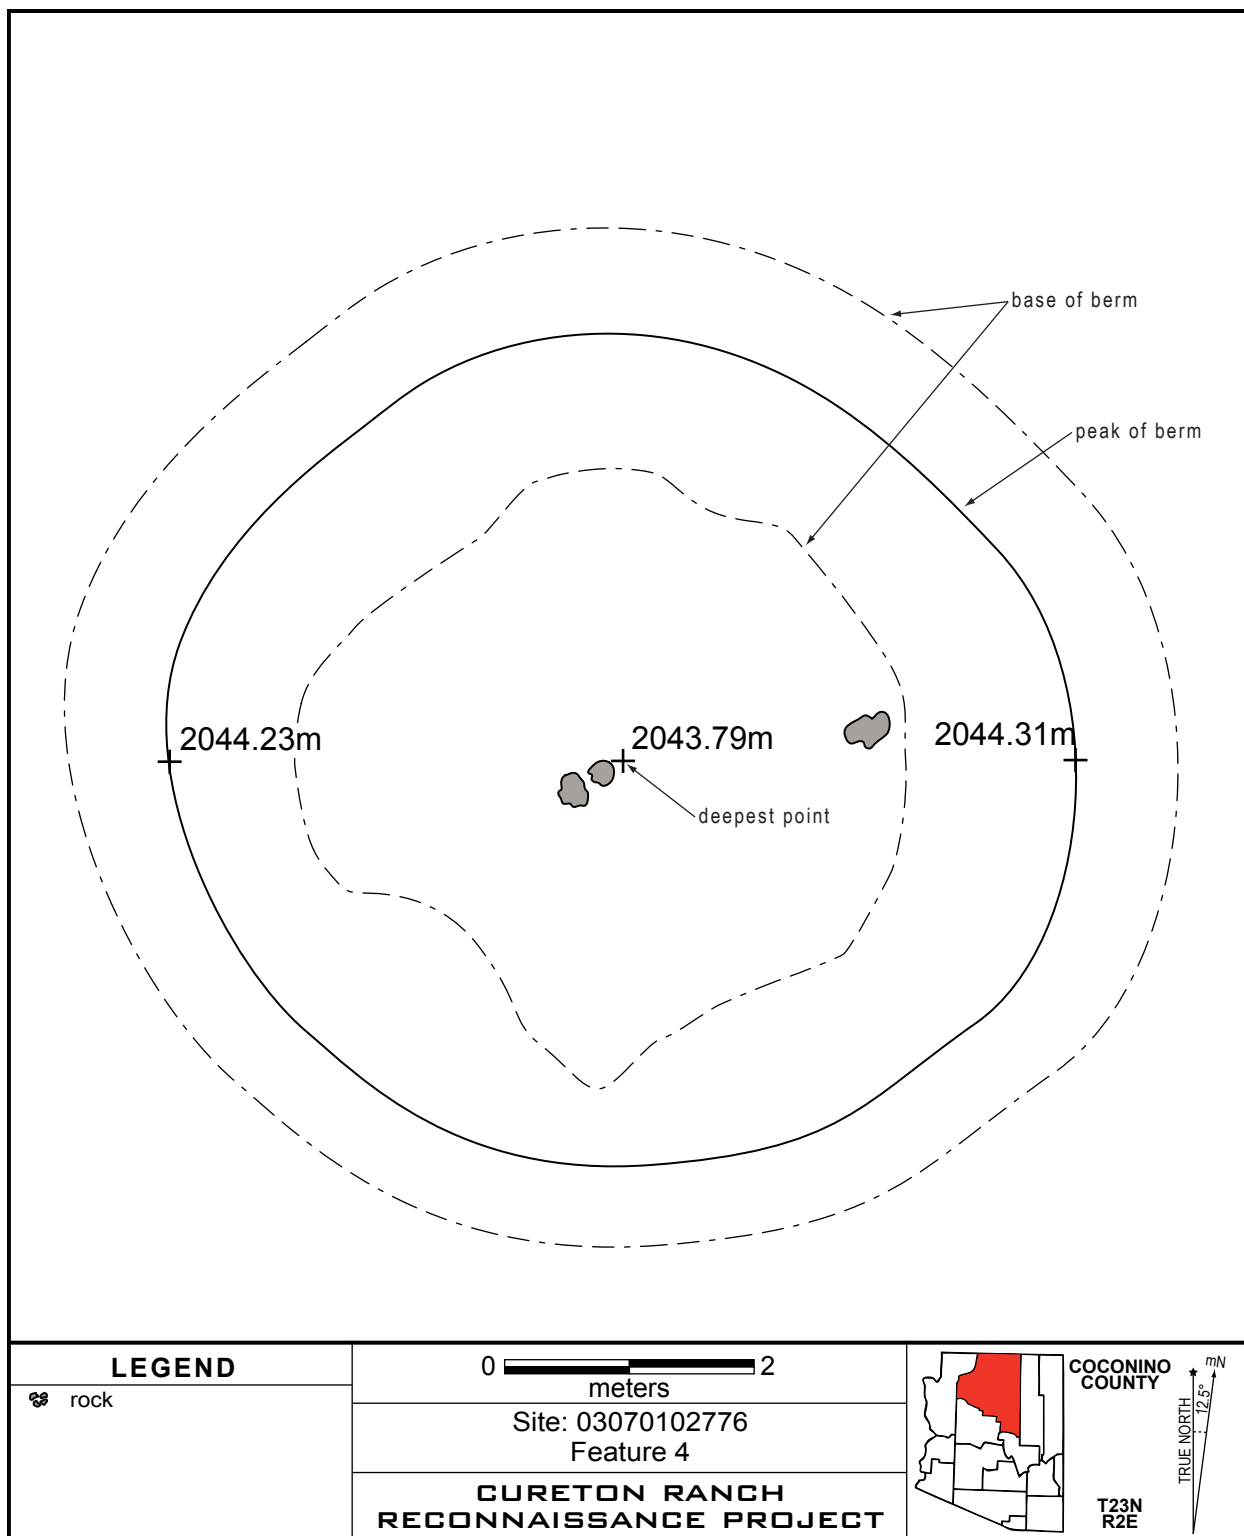 base of berm
peak of berm
2044.23m
2043.79m
2044.31m
deepest point
LEGEND
rock
0 2
meters
Site: 03070102776
Feature 4
CURETON RANCH
RECONNAISSANCE PROJECT
COCONINO
COUNTY
T23N
R2E
mN
12.5°
TRUE NORTH